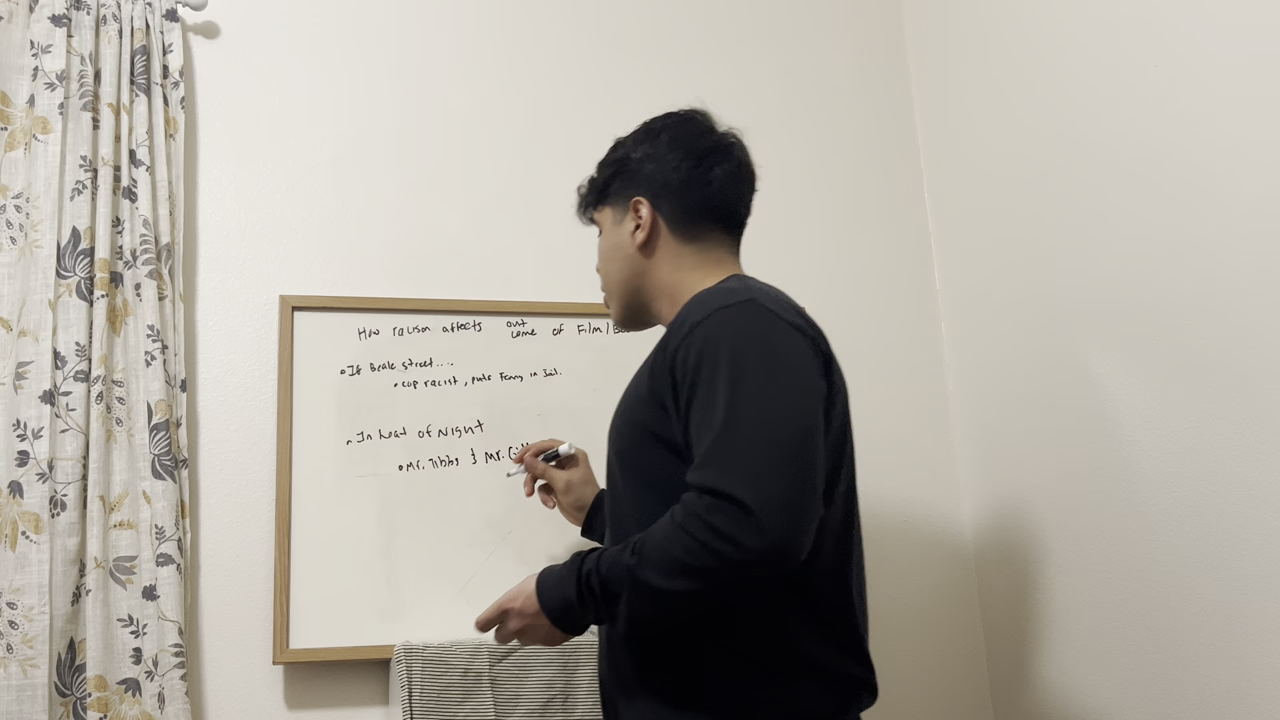 How racism affects out come of Film/Bo
• If Beale street....
• cop racist, puts Fonny in Jail.
• In heat of Night
• Mr. Tibbs & Mr.